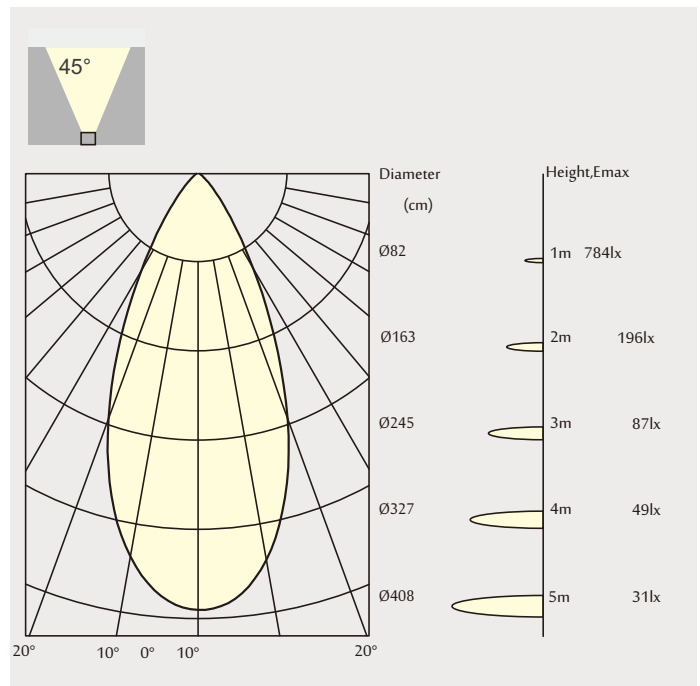 45°
Diameter Height,Emax
(cm)
Ø82 1m 784lx
Ø163 2m 196lx
Ø245 3m 87lx
Ø327 4m 49lx
Ø408 5m 31lx
20° 10° 0° 10° 20°